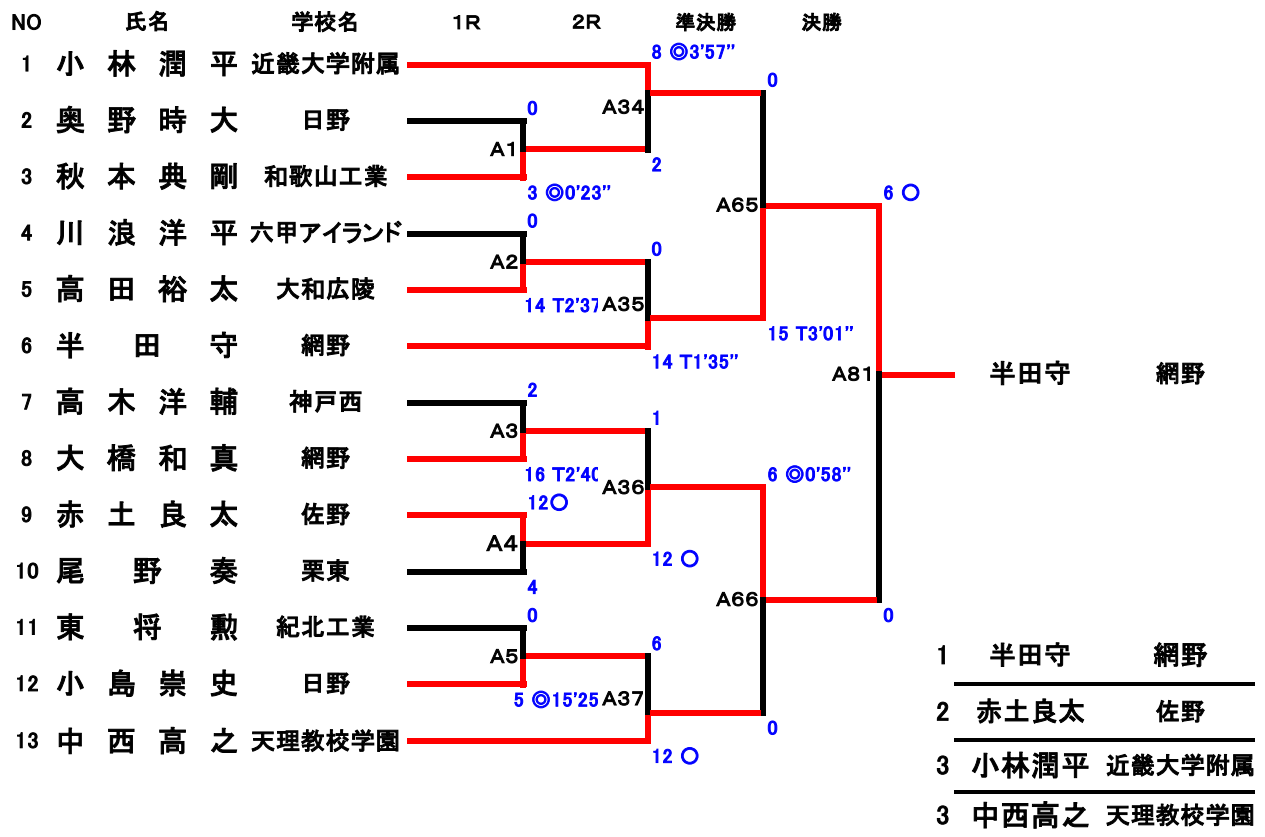 NO 氏名 学校名 1R 2R 準決勝 決勝
8 ◎3'57"
1 小林潤平 近畿大学附属
0
0 A34
2 奥野時大 日野
A1
2
3 秋本典剛 和歌山工業
3 ◎0'23" A65 6 〇
0
4 川浪洋平 六甲アイランド
0
A2
5 高田裕太 大和広陵
14 T2'37 A35
15 T3'01"
6 半田守 網野
14 T1'35"
A81 半田守 網野
2
7 高木洋輔 神戸西
1
A3
8 大橋和真 網野
16 T2'40 A36 6 ◎0'58"
12〇
9 赤土良太 佐野
A4
12 〇
10 尾野奏 栗東
4 A66
0 0
11 東将勲 紀北工業
6
A5 1 半田守 網野
12 小島崇史 日野
5 ◎15'25 A37
2 赤土良太 佐野
0
13 中西高之 天理教校学園
12 〇
3 小林潤平 近畿大学附属
3 中西高之 天理教校学園